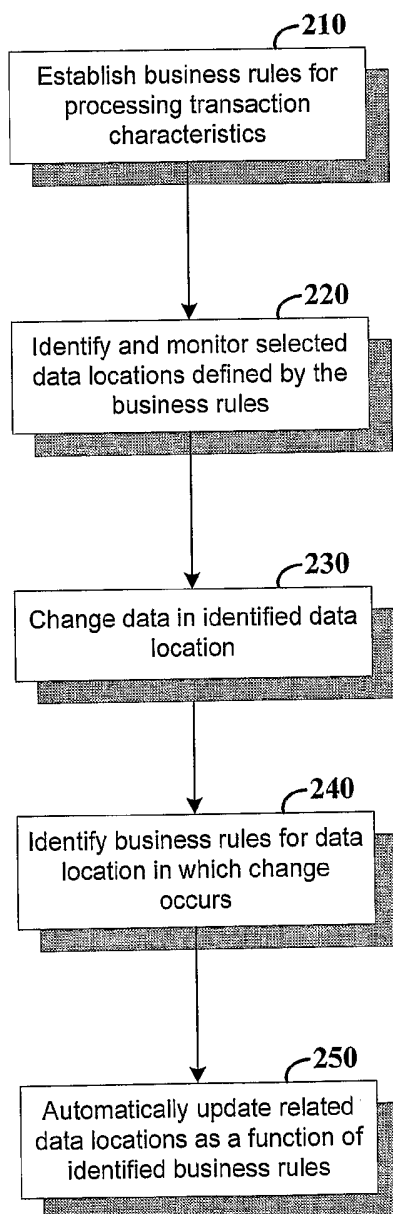 210
Establish business rules for
processing transaction
characteristics
220
Identify and monitor selected
data locations defined by the
business rules
230
Change data in identified data
location
240
Identify business rules for data
location in which change
occurs
250
Automatically update related
data locations as a function of
identified business rules